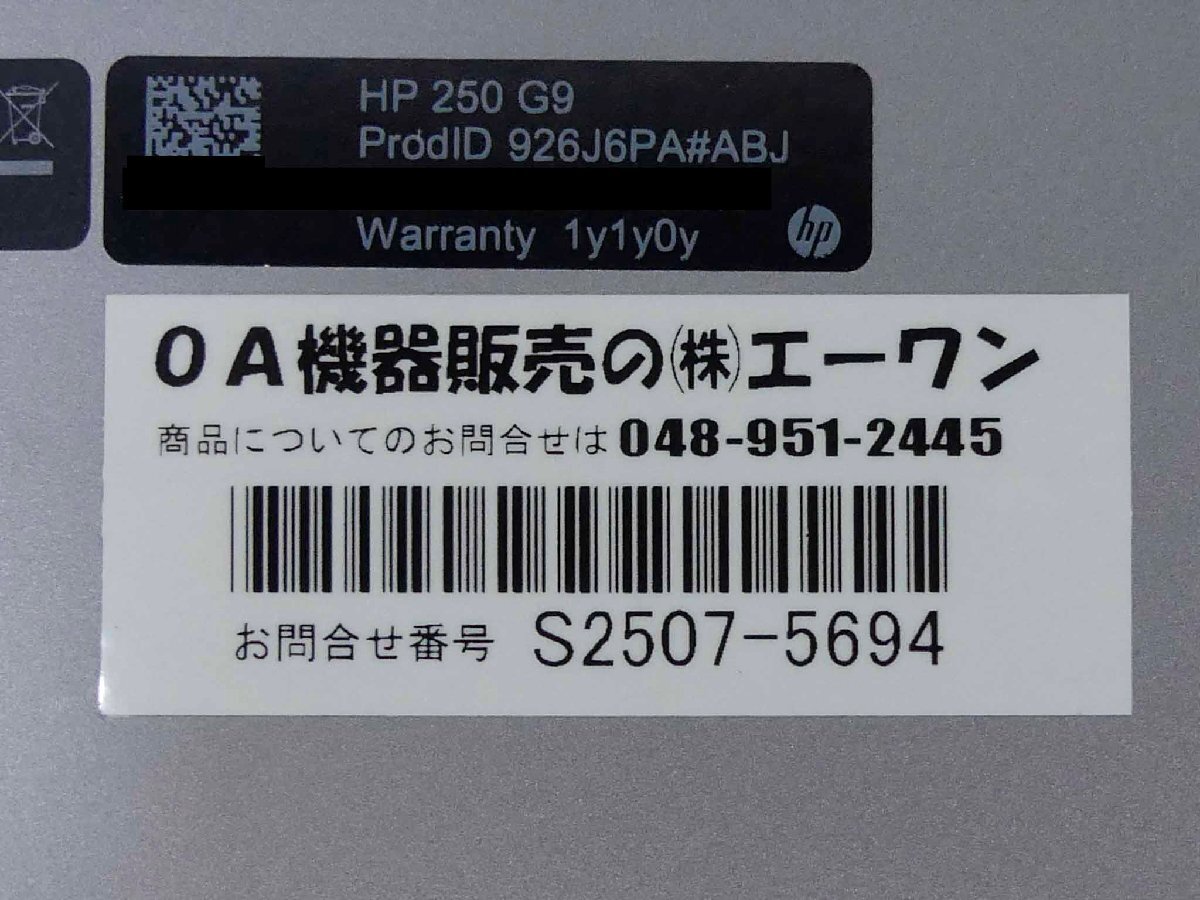 HP 250 G9
ProdID 926J6PA#ABJ
Warranty 1y1y0y
hp
OA機器販売の㈱エーワン
商品についてのお問合せは 048-951-2445
お問合せ番号 S2507-5694